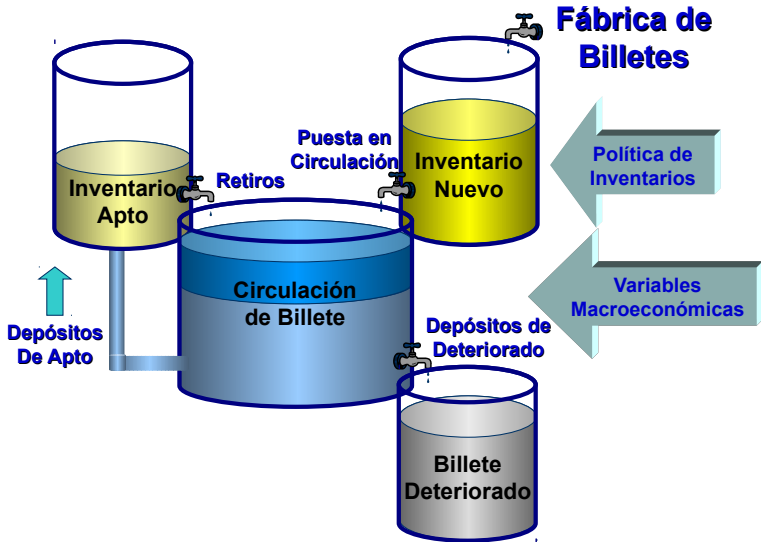 Fábrica de
Billetes
Puesta en
Circulación
Inventario
Apto
Retiros
Inventario
Nuevo
Política de
Inventarios
Circulación
de Billete
Variables
Macroeconómicas
Depósitos
De Apto
Depósitos de
Deteriorado
Billete
Deteriorado